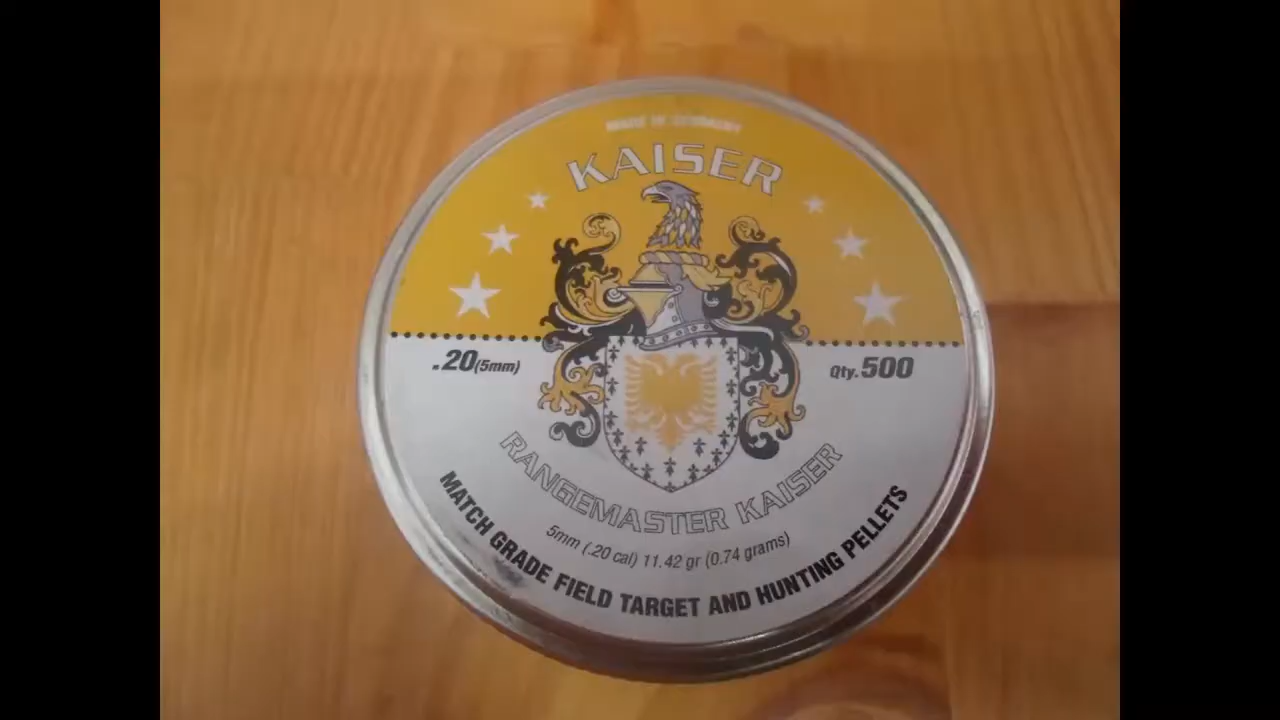 MADE IN GERMANY
KAISER
.20(5mm)
Qty.500
RANGEMASTER KAISER
5mm (.20 cal) 11.42 gr (0.74 grams)
MATCH GRADE FIELD TARGET AND HUNTING PELLETS